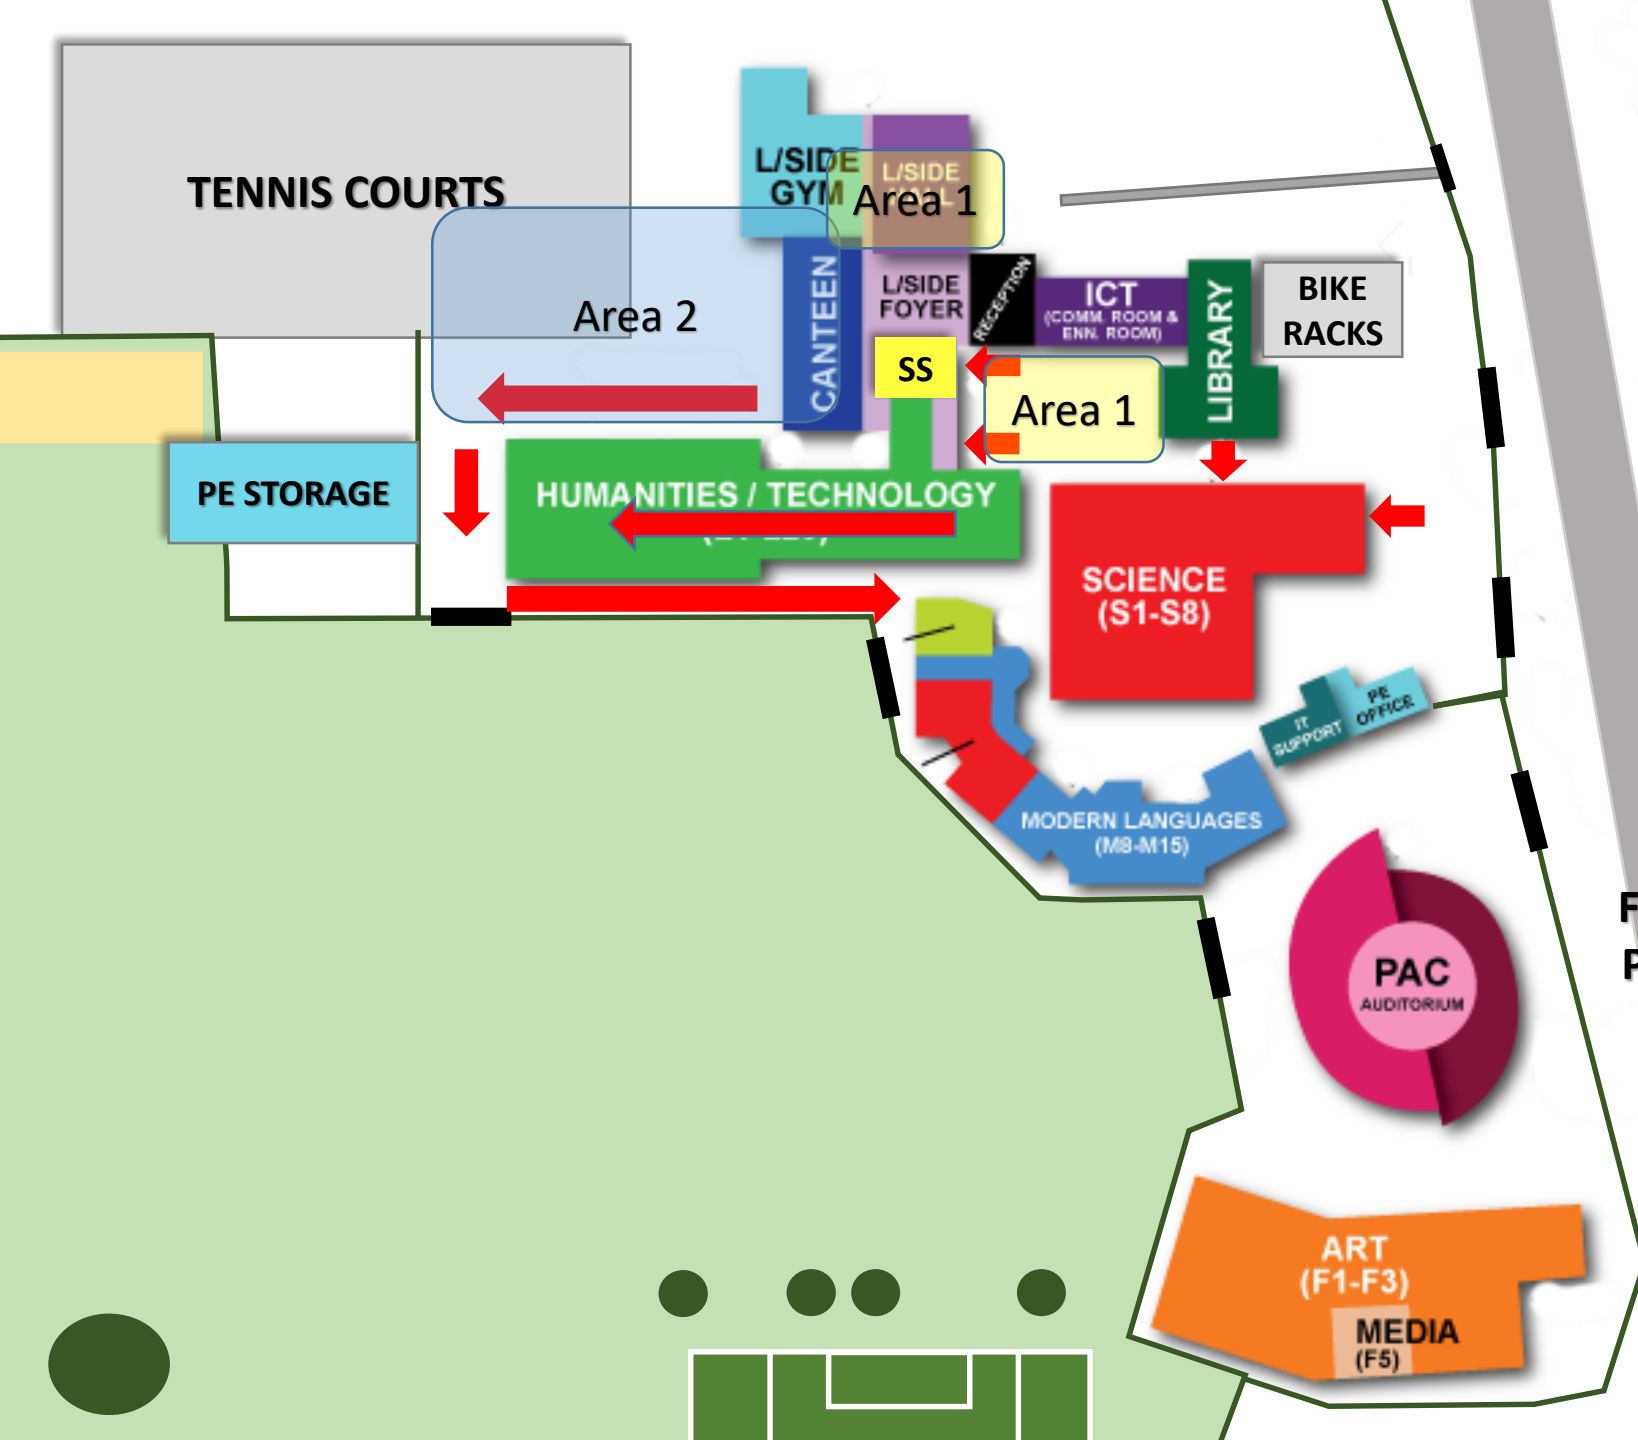 TENNIS COURTS
L/SIDE
GYM
L/SIDE
Area 1
Area 2
CANTEEN
L/SIDE
FOYER
RECEPTION
ICT
(COMM. ROOM &
ENN. ROOM)
LIBRARY
BIKE
RACKS
SS
Area 1
PE STORAGE
HUMANITIES / TECHNOLOGY
SCIENCE
(S1-S8)
IT
SUPPORT
PE
OFFICE
MODERN LANGUAGES
(M8-M15)
F
P
PAC
AUDITORIUM
ART
(F1-F3)
MEDIA
(F5)